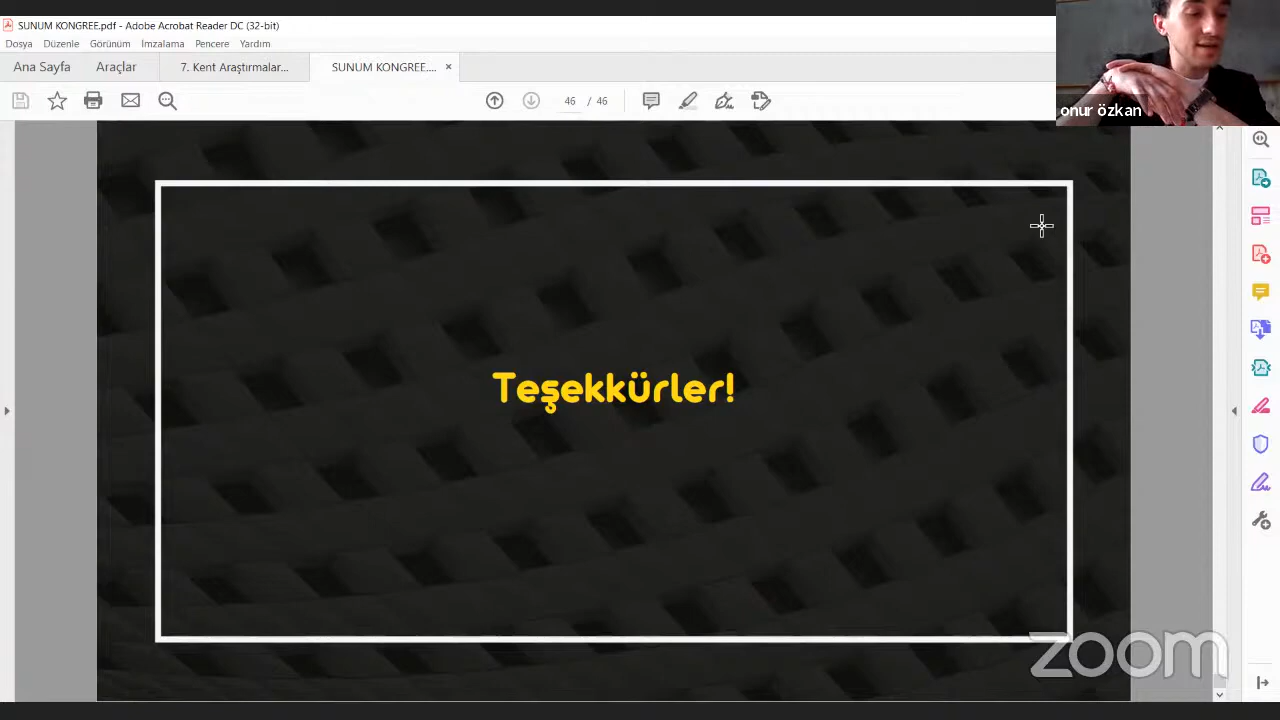 SUNUM KONGREE.pdf - Adobe Acrobat Reader DC (32-bit)
Dosya Düzenle Görünüm İmzalama Pencere Yardım
Ana Sayfa Araçlar 7. Kent Araştırmalar... SUNUM KONGREE.... ×
46 / 46
onur özkan
Teşekkürler!
zoom